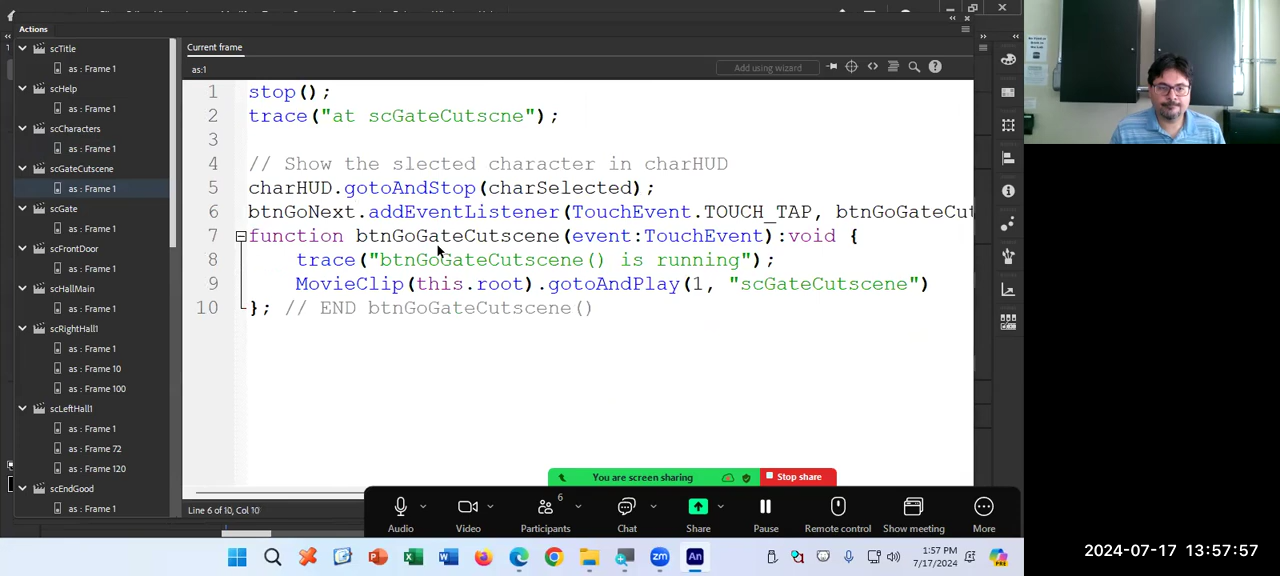 Actions
scTitle
as : Frame 1
scHelp
as : Frame 1
scCharacters
as : Frame 1
scGateCutscene
as : Frame 1
scGate
as : Frame 1
scFrontDoor
as : Frame 1
scHallMain
as : Frame 1
scRightHall1
as : Frame 1
as : Frame 10
as : Frame 100
scLeftHall1
as : Frame 1
as : Frame 72
as : Frame 120
scEndGood
as : Frame 1
Current frame
as:1
Add using wizard
1 stop();
2 trace("at scGateCutscne");
3
4 // Show the slected character in charHUD
5 charHUD.gotoAndStop(charSelected);
6 btnGoNext.addEventListener(TouchEvent.TOUCH_TAP, btnGoGateCut
7 function btnGoGateCutscene(event:TouchEvent):void {
8 trace("btnGoGateCutscene() is running");
9 MovieClip(this.root).gotoAndPlay(1, "scGateCutscene")
10 }; // END btnGoGateCutscene()
Line 6 of 10, Col 10
You are screen sharing
Stop share
Audio
Video
6
Participants
Chat
Share
Pause
Remote control
Show meeting
More
zm
An
1:57 PM
7/17/2024
PRE
2024-07-17 13:57:57